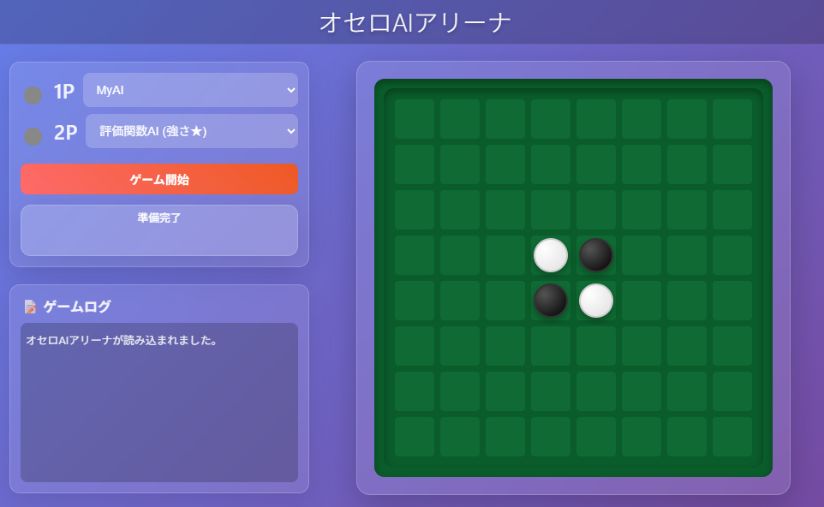 オセロAIアリーナ
1P MyAI
2P 評価関数AI (強さ★)
ゲーム開始
準備完了
ゲームログ
オセロAIアリーナが読み込まれました。